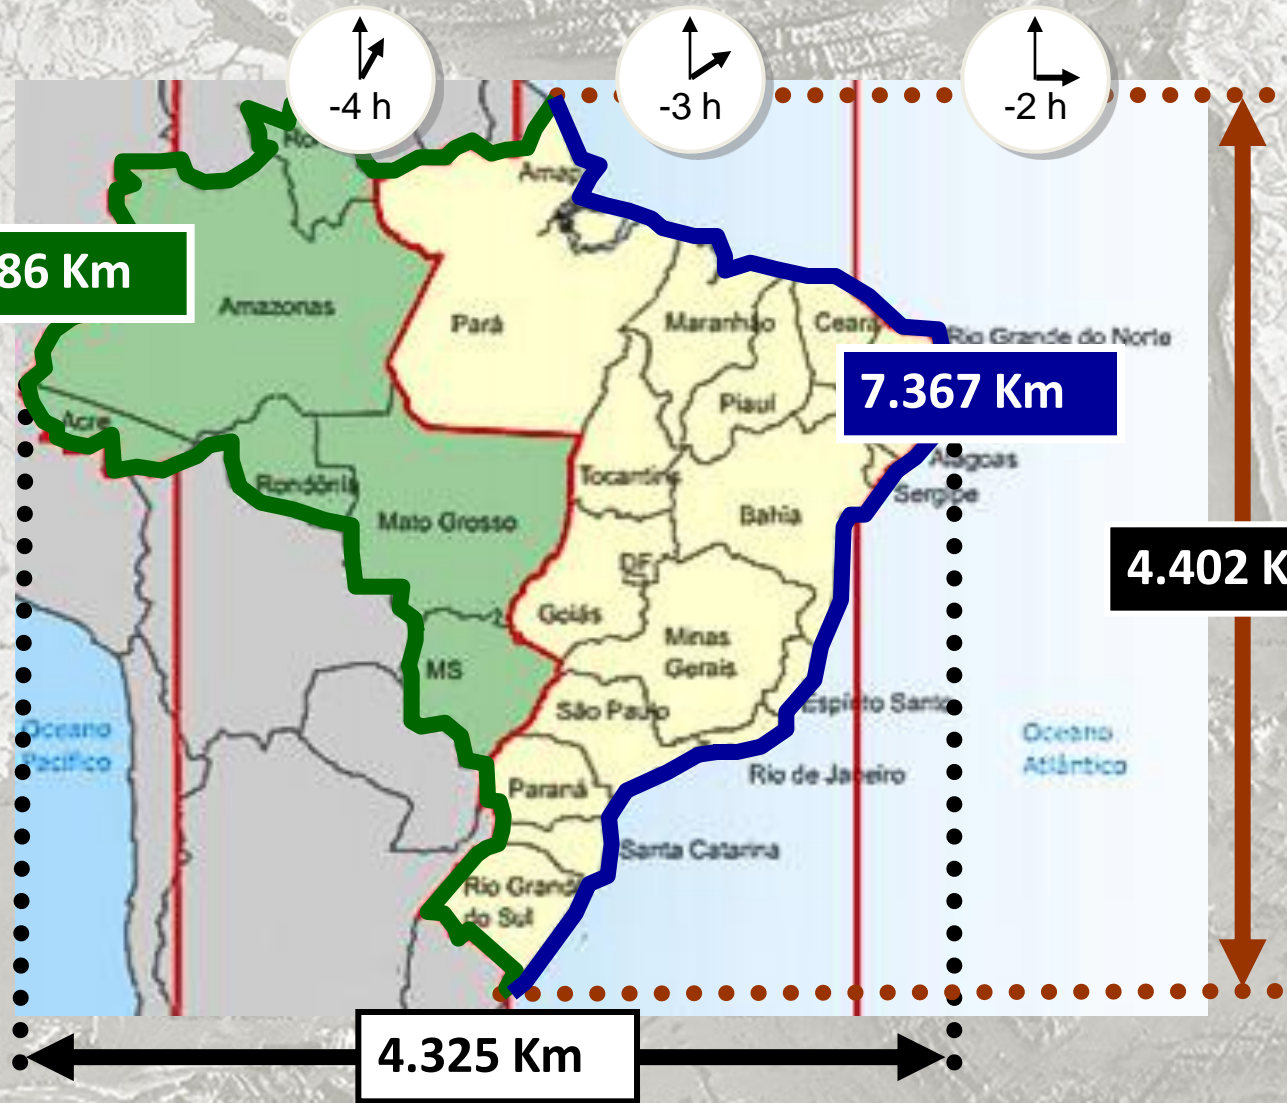 -4 h
-3 h
-2 h
86 Km
Amazonas
Pará
Maranhão
Ceará
Rio Grande do Norte
7.367 Km
Piauí
Acre
Rondônia
Tocantins
Alagoas
Sergipe
Mato Grosso
Bahia
DF
4.402 K
Goiás
Minas
Gerais
MS
São Paulo
Espírito Santo
Oceano
Pacífico
Oceano
Atlântico
Rio de Janeiro
Paraná
Santa Catarina
Rio Grande
do Sul
4.325 Km